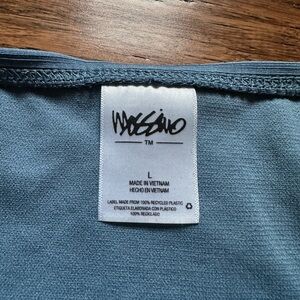 Mossimo
TM
L
MADE IN VIETNAM
HECHO EN VIETNAM
LABEL MADE FROM 100% RECYCLED PLASTIC
ETIQUETA ELABORADA CON PLÁSTICO
100% RECICLADO